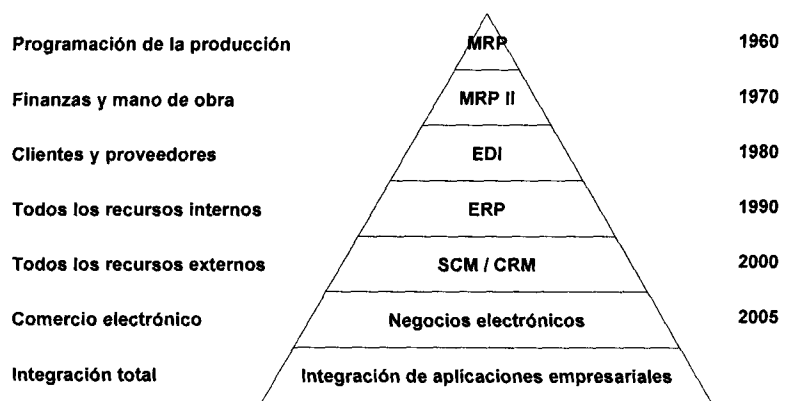 Programación de la producción MRP 1960
Finanzas y mano de obra MRP II 1970
Clientes y proveedores EDI 1980
Todos los recursos internos ERP 1990
Todos los recursos externos SCM / CRM 2000
Comercio electrónico Negocios electrónicos 2005
Integración total Integración de aplicaciones empresariales